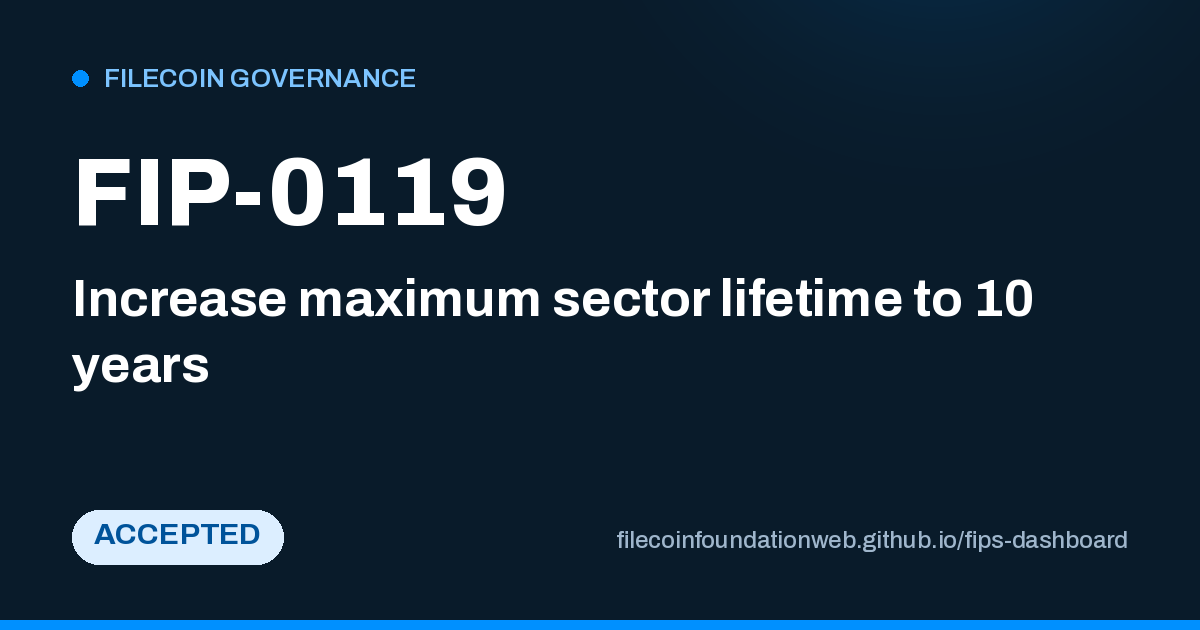 FILECOIN GOVERNANCE
FIP-0119
Increase maximum sector lifetime to 10
years
ACCEPTED
filecoinfoundationweb.github.io/fips-dashboard